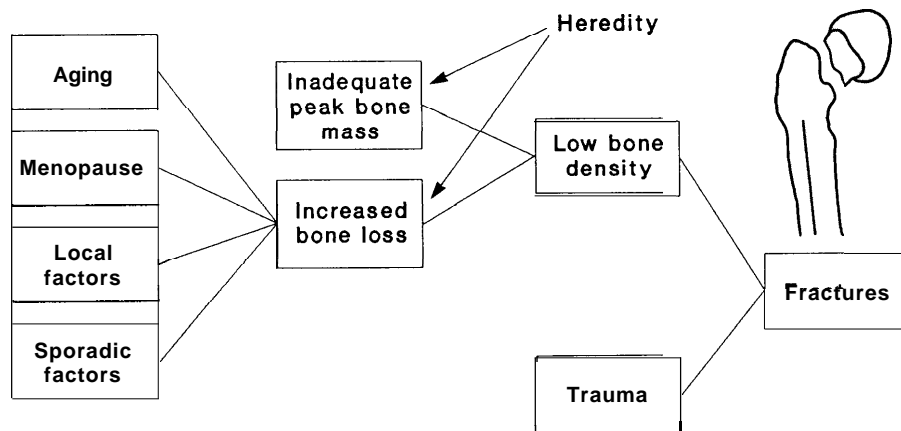 Heredity
Aging
Inadequate
peak bone
mass
Menopause
Low bone
density
Increased
bone loss
Local
factors
Fractures
Sporadic
factors
Trauma